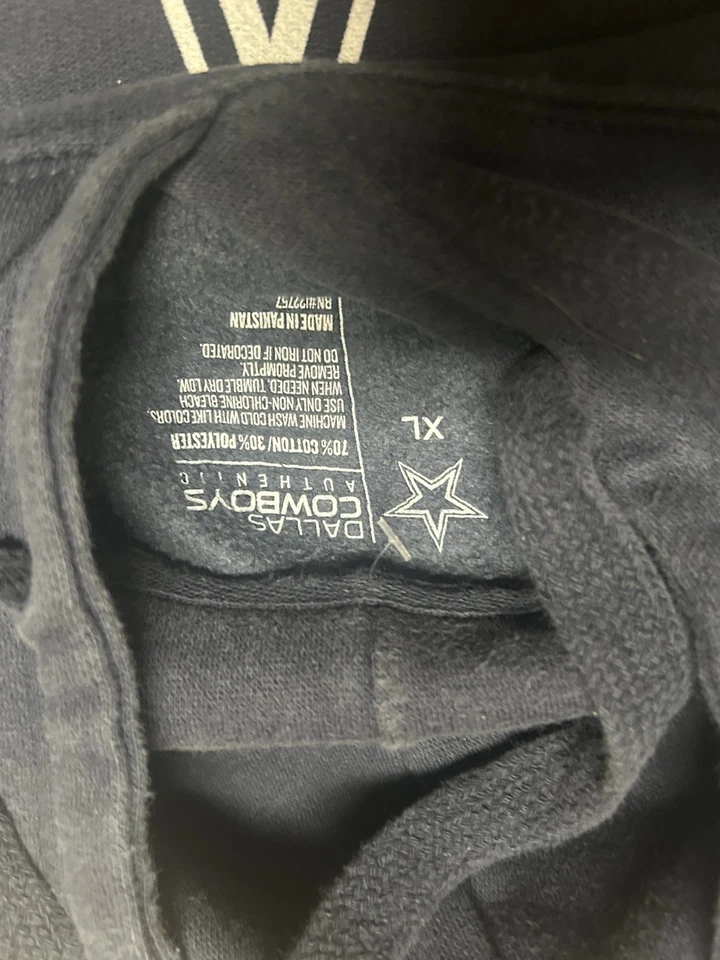 XL
DALLAS
COWBOYS
AUTHENTIC
70% COTTON/30% POLYESTER
MACHINE WASH COLD WITH LIKE COLORS,
USE ONLY NON-CHLORINE BLEACH
WHEN NEEDED. TUMBLE DRY LOW.
REMOVE PROMPTLY.
DO NOT IRON IF DECORATED.
MADE IN PAKISTAN
RN#122757